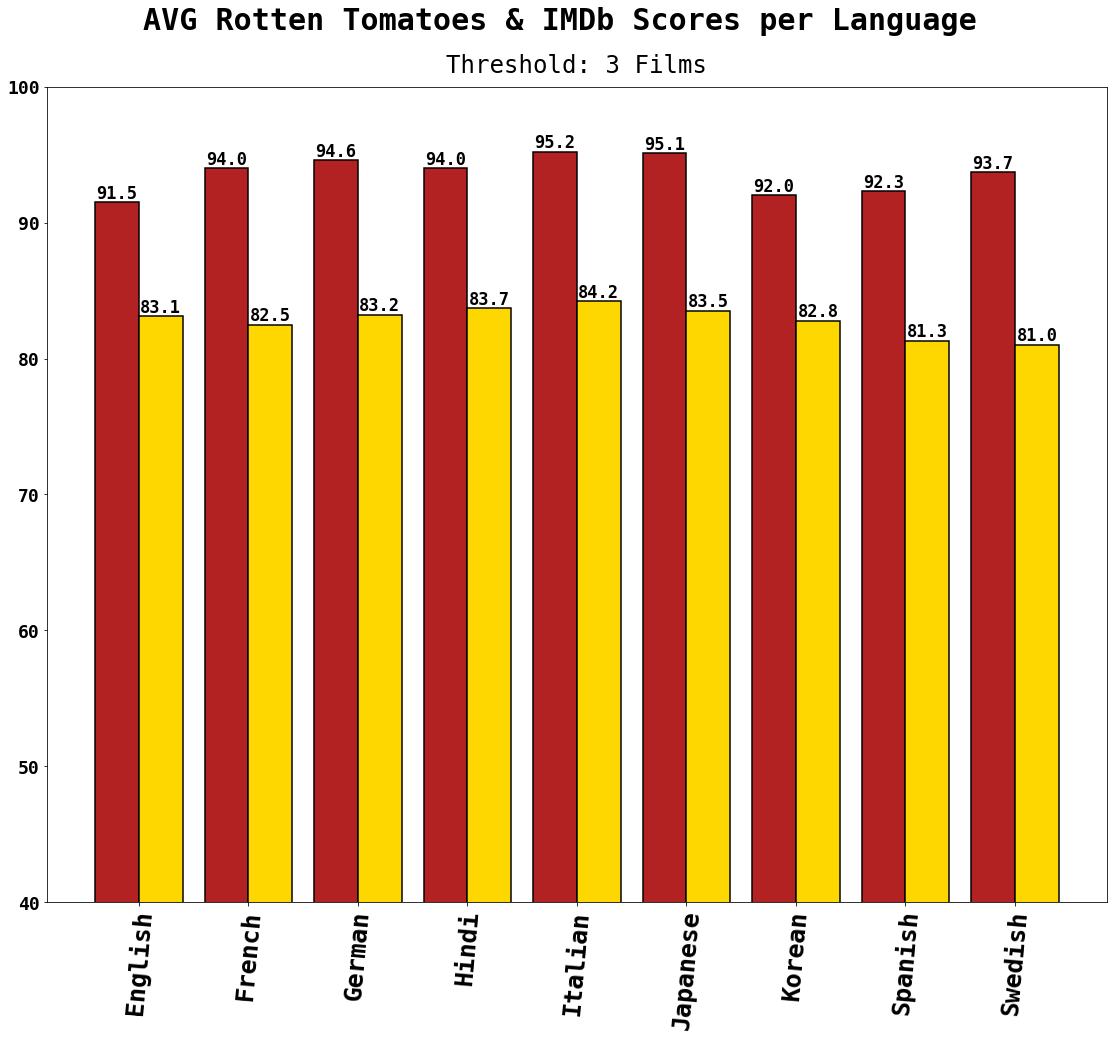 AVG Rotten Tomatoes & IMDb Scores per Language
Threshold: 3 Films
100
90
80
70
60
50
40
91.5
83.1
94.0
82.5
94.6
83.2
94.0
83.7
95.2
84.2
95.1
83.5
92.0
82.8
92.3
81.3
93.7
81.0
English
French
German
Hindi
Italian
Japanese
Korean
Spanish
Swedish